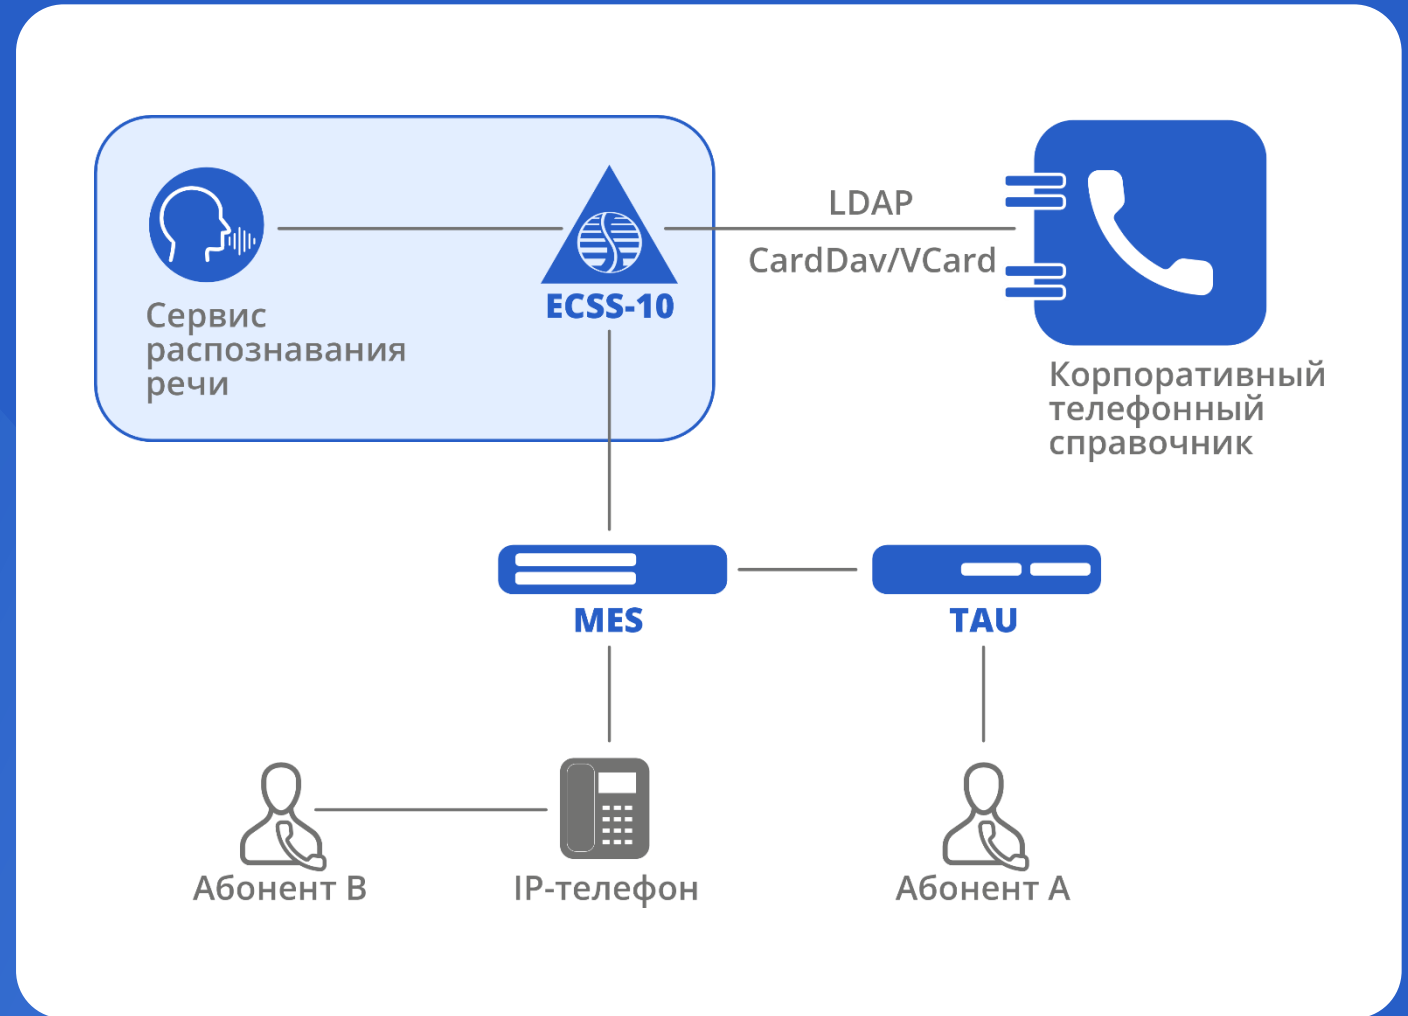 LDAP
CardDav/VCard
ECSS-10
Сервис
распознавания
речи
Корпоративный
телефонный
справочник
MES
TAU
Абонент В
IP-телефон
Абонент А